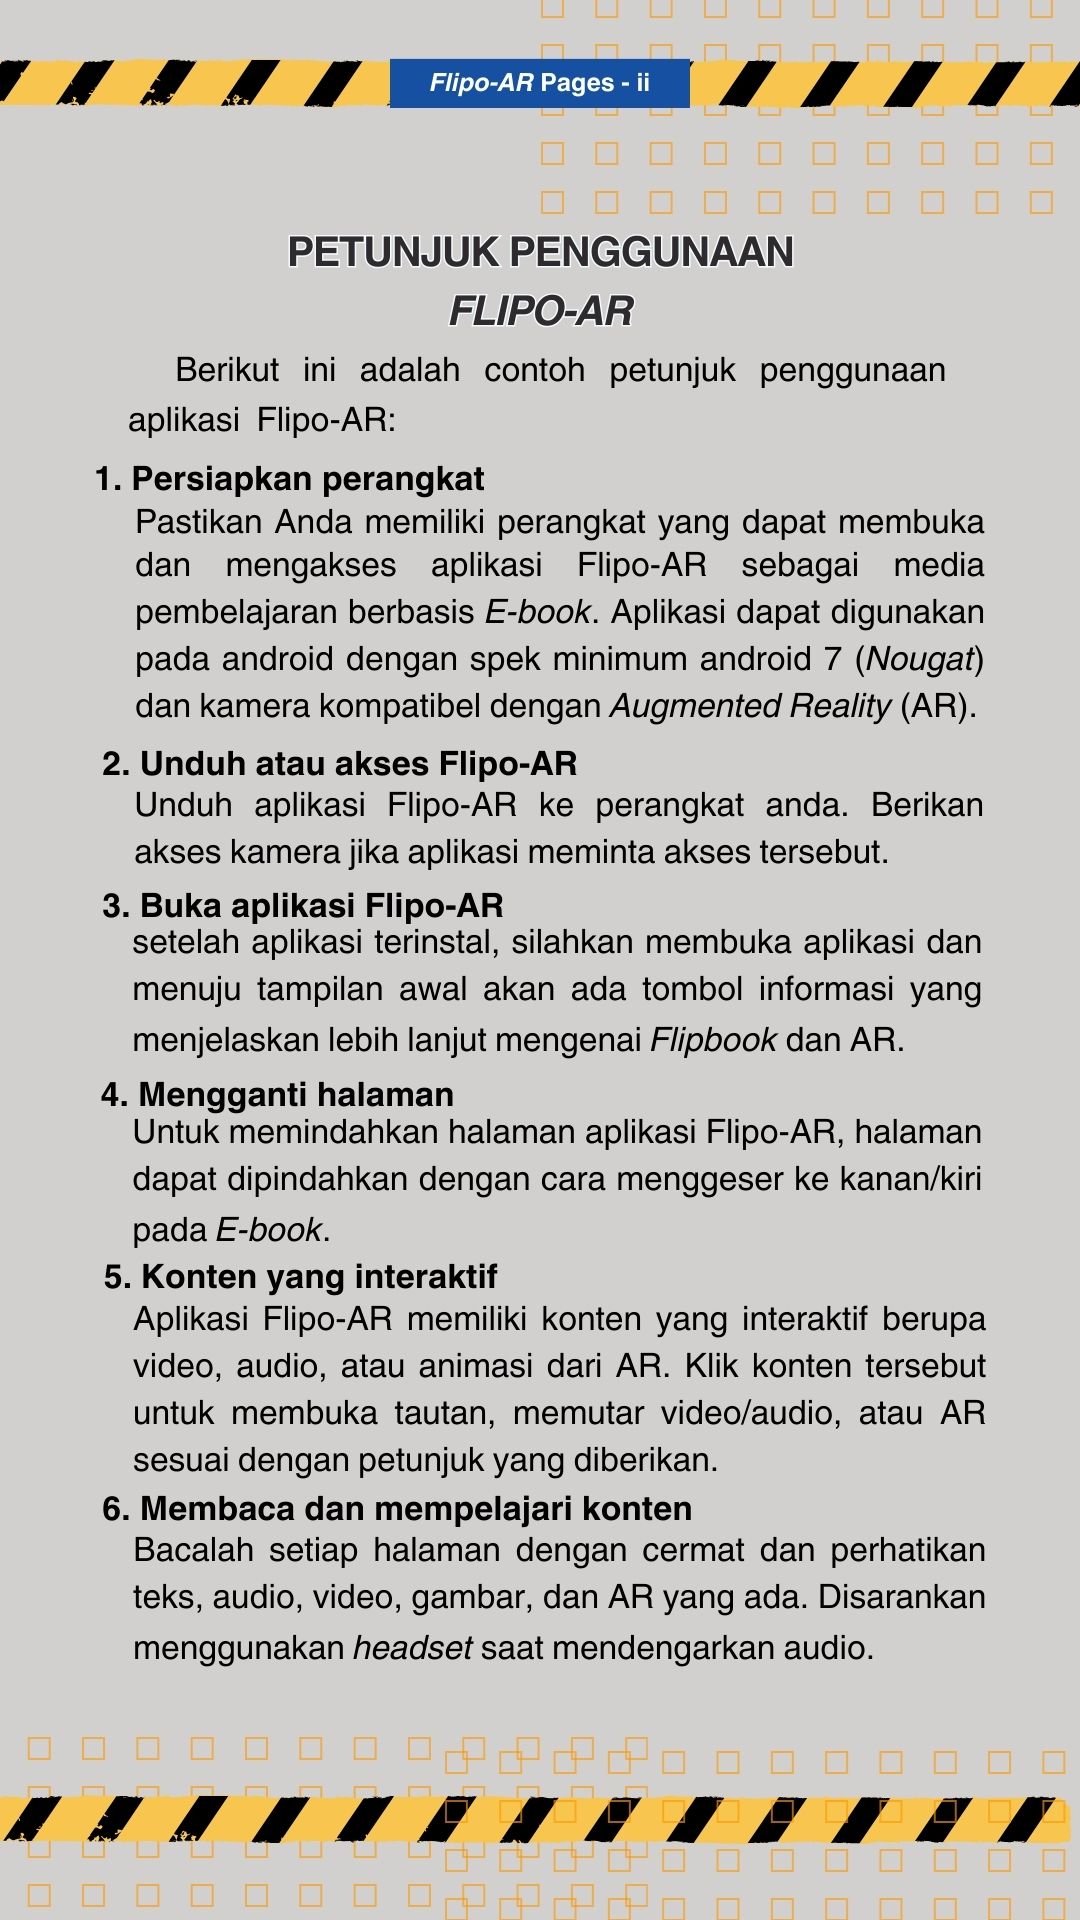 Flipo-AR Pages - ii
PETUNJUK PENGGUNAAN
FLIPO-AR
Berikut ini adalah contoh petunjuk penggunaan
aplikasi Flipo-AR:
1. Persiapkan perangkat
Pastikan Anda memiliki perangkat yang dapat membuka
dan mengakses aplikasi Flipo-AR sebagai media
pembelajaran berbasis E-book. Aplikasi dapat digunakan
pada android dengan spek minimum android 7 (Nougat)
dan kamera kompatibel dengan Augmented Reality (AR).
2. Unduh atau akses Flipo-AR
Unduh aplikasi Flipo-AR ke perangkat anda. Berikan
akses kamera jika aplikasi meminta akses tersebut.
3. Buka aplikasi Flipo-AR
setelah aplikasi terinstal, silahkan membuka aplikasi dan
menuju tampilan awal akan ada tombol informasi yang
menjelaskan lebih lanjut mengenai Flipbook dan AR.
4. Mengganti halaman
Untuk memindahkan halaman aplikasi Flipo-AR, halaman
dapat dipindahkan dengan cara menggeser ke kanan/kiri
pada E-book.
5. Konten yang interaktif
Aplikasi Flipo-AR memiliki konten yang interaktif berupa
video, audio, atau animasi dari AR. Klik konten tersebut
untuk membuka tautan, memutar video/audio, atau AR
sesuai dengan petunjuk yang diberikan.
6. Membaca dan mempelajari konten
Bacalah setiap halaman dengan cermat dan perhatikan
teks, audio, video, gambar, dan AR yang ada. Disarankan
menggunakan headset saat mendengarkan audio.